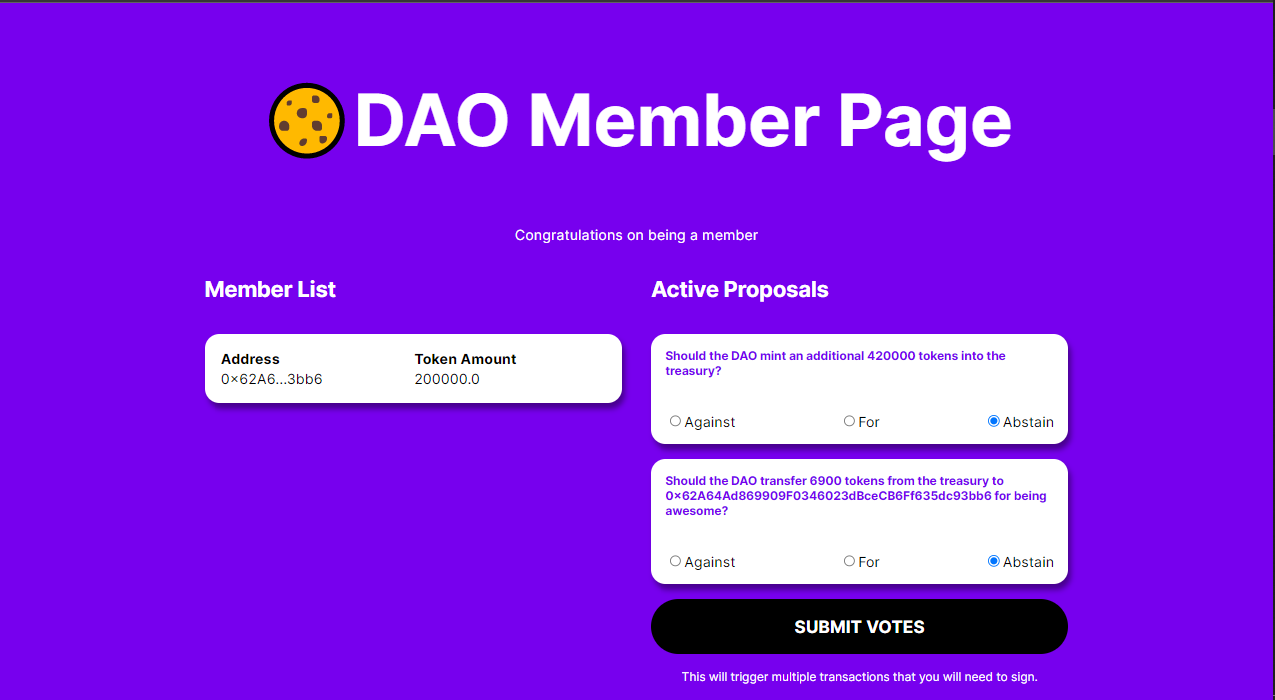 DAO Member Page
Congratulations on being a member
Member List
Address
Token Amount
0x62A6...3bb6
200000.0
Active Proposals
Should the DAO mint an additional 420000 tokens into the
treasury?
Against
For
Abstain
Should the DAO transfer 6900 tokens from the treasury to
0x62A64Ad869909F0346023dBceCB6Ff635dc93bb6 for being
awesome?
Against
For
Abstain
SUBMIT VOTES
This will trigger multiple transactions that you will need to sign.